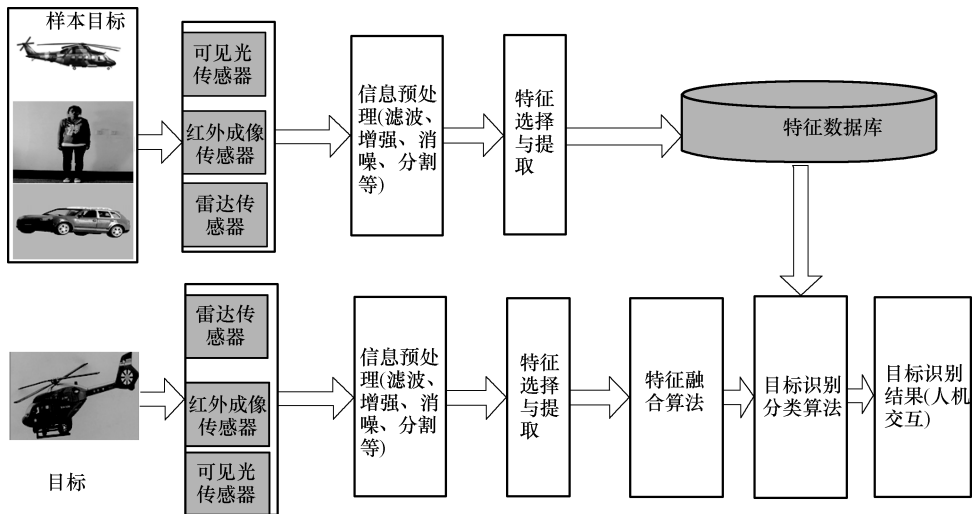 样本目标
可见光
传感器
红外成像
传感器
雷达传
感器
信息预处
理(滤波、
增强、消
噪、分割
等)
特征
选择
与提
取
特征数据库
目标
雷达传
感器
红外成像
传感器
可见光
传感器
信息预处
理(滤波、
增强、消
噪、分割
等)
特征
选择
与提
取
特征融
合算法
目标识别
分类算法
目标识别
结果(人机
交互)